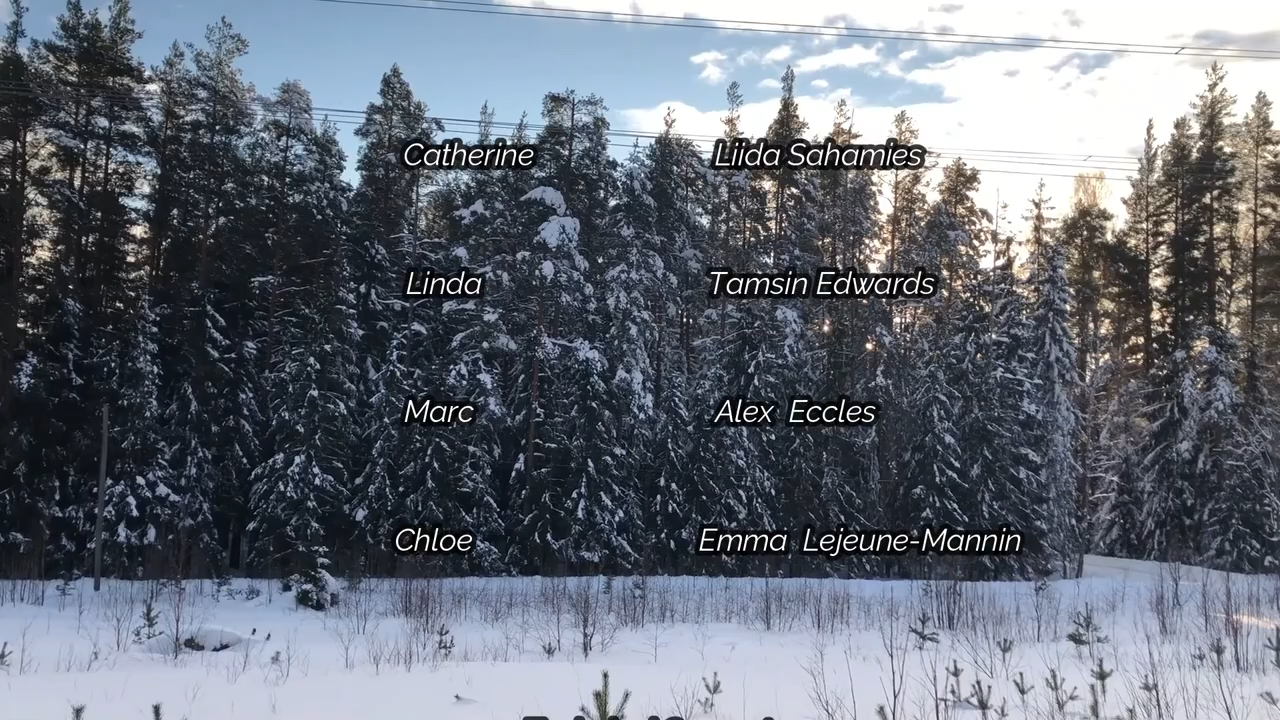 Catherine Liida Sahamies
Linda Tamsin Edwards
Marc Alex Eccles
Chloe Emma Lejeune-Mannin